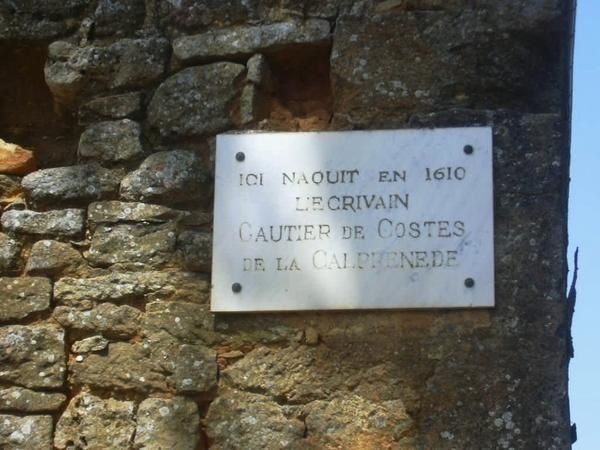 ICI NAQUIT EN 1610
L'ECRIVAIN
GAUTIER DE COSTES
DE LA CALPRENEDE